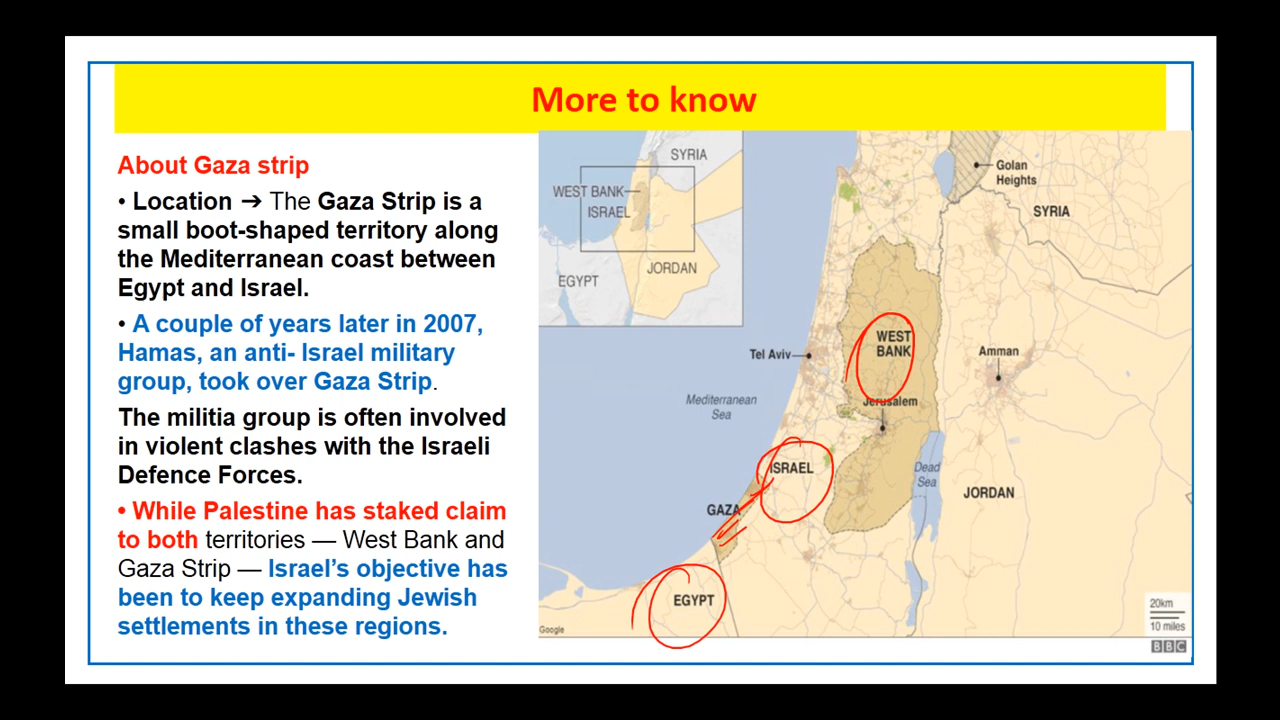 More to know
About Gaza strip
• Location ➔ The Gaza Strip is a
small boot-shaped territory along
the Mediterranean coast between
Egypt and Israel.
• A couple of years later in 2007,
Hamas, an anti- Israel military
group, took over Gaza Strip.
The militia group is often involved
in violent clashes with the Israeli
Defence Forces.
• While Palestine has staked claim
to both territories — West Bank and
Gaza Strip — Israel’s objective has
been to keep expanding Jewish
settlements in these regions.
SYRIA
WEST BANK
ISRAEL
JORDAN
EGYPT
Golan
Heights
SYRIA
WEST
BANK
Tel Aviv
Amman
Mediterranean
Sea
Jerusalem
ISRAEL
Dead
Sea
JORDAN
GAZA
EGYPT
20km
10 miles
Google
BBC